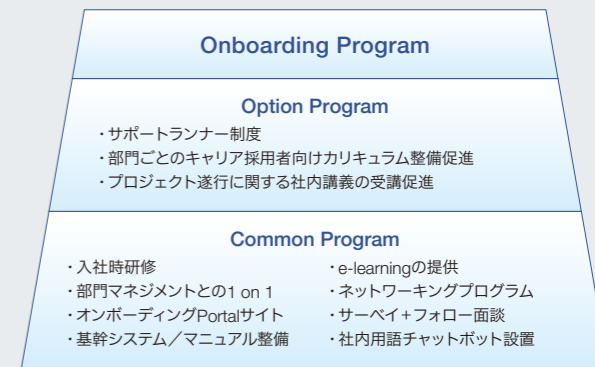 Onboarding Program
Option Program
・サポートランナー制度
・部門ごとのキャリア採用者向けカリキュラム整備促進
・プロジェクト遂行に関する社内講義の受講促進
Common Program
・入社時研修
・部門マネジメントとの1 on 1
・オンボーディングPortalサイト
・基幹システム／マニュアル整備
・e-learningの提供
・ネットワーキングプログラム
・サーベイ+フォロー面談
・社内用語チャットボット設置